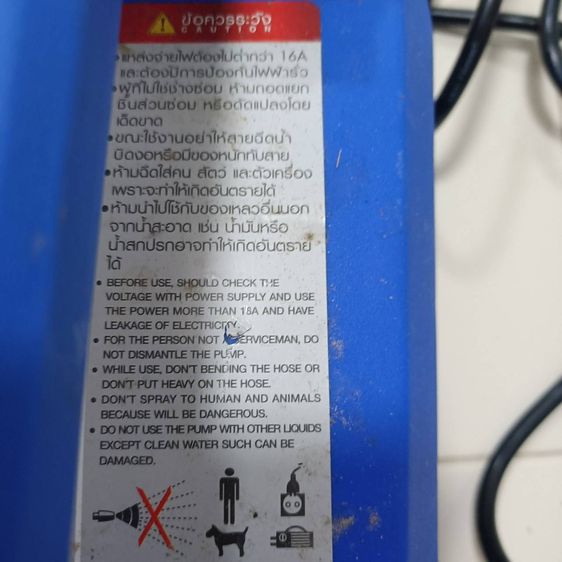 ข้อควรระวัง
CAUTION
•แหล่งจ่ายไฟต้องไม่ต่ำกว่า 16A
และต้องมีการป้องกันไฟฟ้ารั่ว
•ผู้ที่ไม่ใช่ช่างซ่อม ห้ามถอดแยก
ชิ้นส่วนซ่อม หรือดัดแปลงโดย
เด็ดขาด
•ขณะใช้งานอย่าให้สายฉีดน้ำ
บิดงอหรือมีของหนักทับสาย
•ห้ามฉีดใส่คน สัตว์ และตัวเครื่อง
เพราะจะทำให้เกิดอันตรายได้
•ห้ามนำไปใช้กับของเหลวอื่นนอก
จากน้ำสะอาด เช่น น้ำมันหรือ
น้ำสกปรกอาจทำให้เกิดอันตราย
ได้
• BEFORE USE, SHOULD CHECK THE
VOLTAGE WITH POWER SUPPLY AND USE
THE POWER MORE THAN 16A AND HAVE
LEAKAGE OF ELECTRICITY.
• FOR THE PERSON NOT A SERVICEMAN, DO
NOT DISMANTLE THE PUMP.
• WHILE USE, DON'T BENDING THE HOSE OR
DON'T PUT HEAVY ON THE HOSE.
• DON'T SPRAY TO HUMAN AND ANIMALS
BECAUSE WILL BE DANGEROUS.
• DO NOT USE THE PUMP WITH OTHER LIQUIDS
EXCEPT CLEAN WATER SUCH CAN BE
DAMAGED.